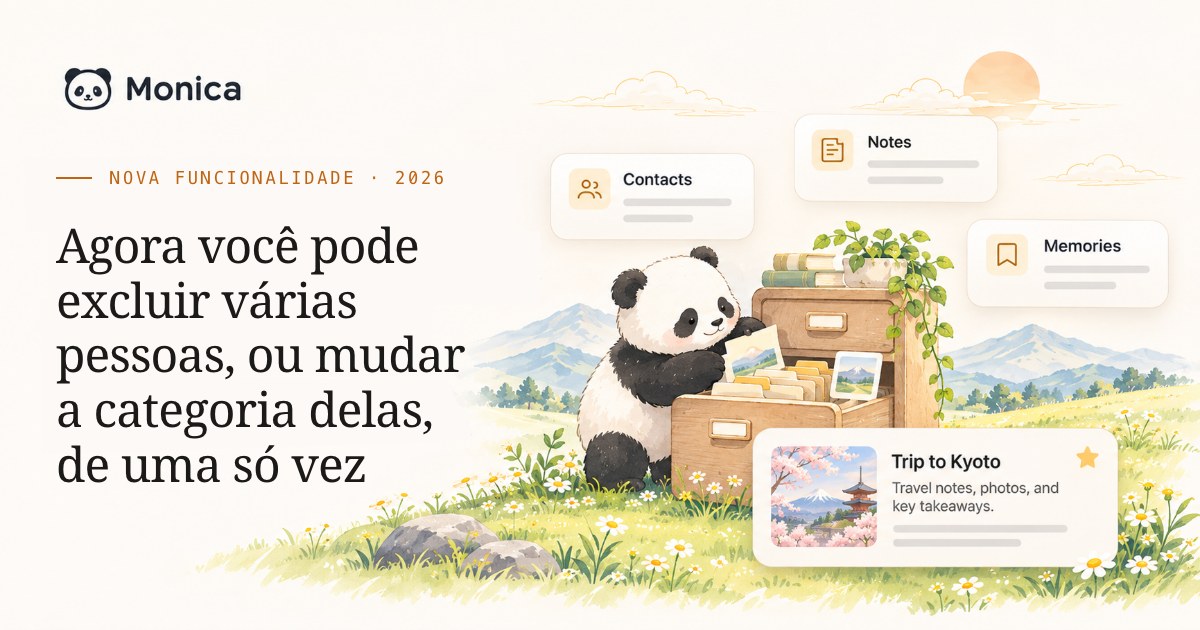 Monica
NOVA FUNCIONALIDADE · 2026
Agora você pode
excluir várias
pessoas, ou mudar
a categoria delas,
de uma só vez
Contacts
Notes
Memories
Trip to Kyoto
Travel notes, photos, and
key takeaways.